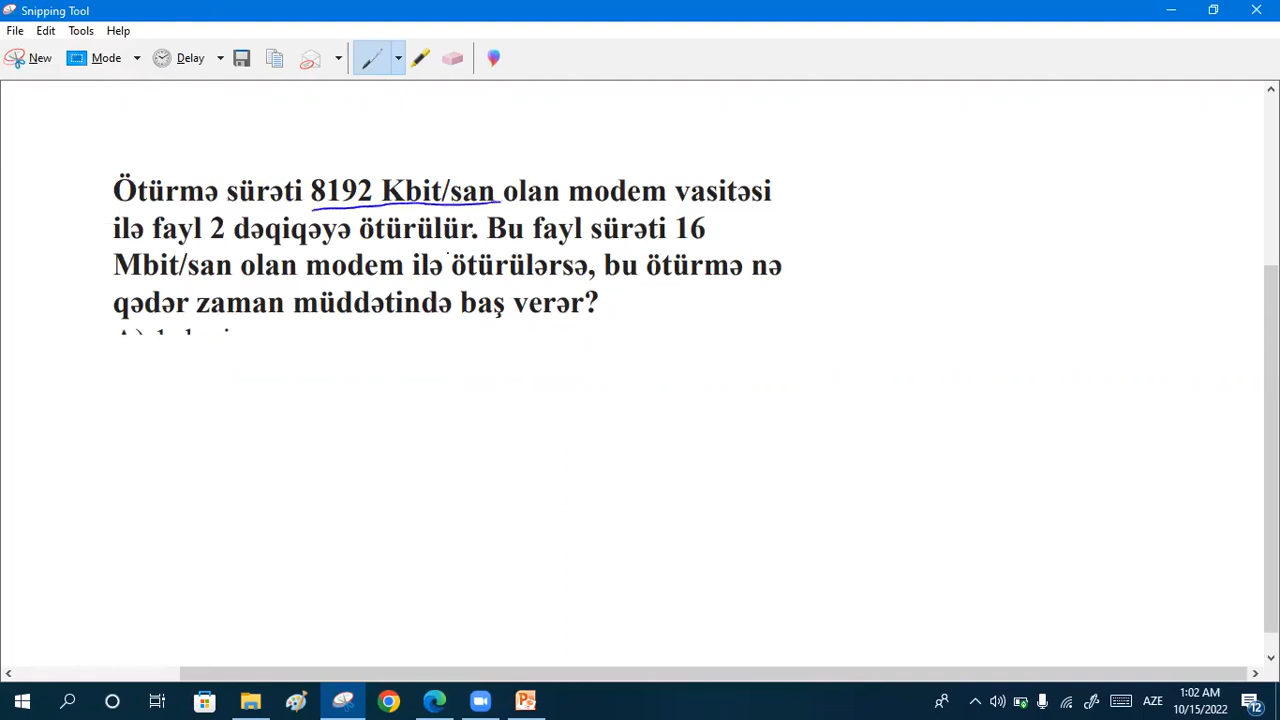 Snipping Tool
File Edit Tools Help
New Mode Delay
Ötürmə sürəti 8192 Kbit/san olan modem vasitəsi
ilə fayl 2 dəqiqəyə ötürülür. Bu fayl sürəti 16
Mbit/san olan modem ilə ötürülərsə, bu ötürmə nə
qədər zaman müddətində baş verər?
AZE
1:02 AM
10/15/2022
12